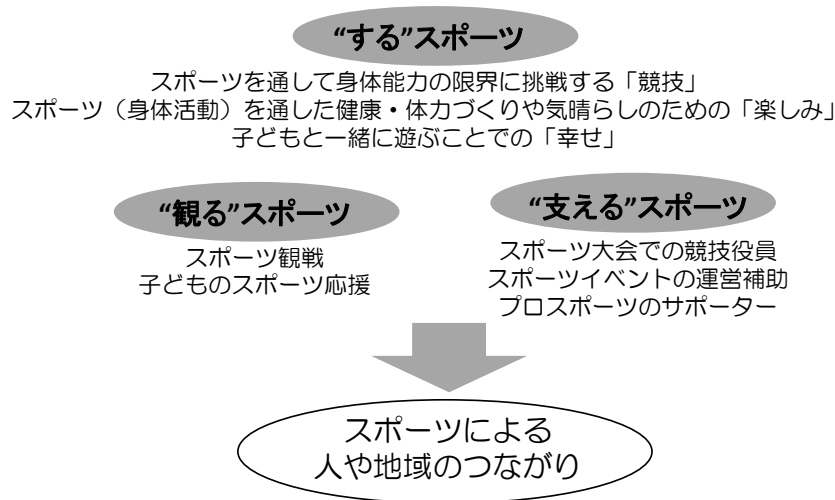 “する”スポーツ
スポーツを通して身体能力の限界に挑戦する「競技」
スポーツ（身体活動）を通した健康・体力づくりや気晴らしのための「楽しみ」
子どもと一緒に遊ぶことでの「幸せ」
“観る”スポーツ
スポーツ観戦
子どものスポーツ応援
“支える”スポーツ
スポーツ大会での競技役員
スポーツイベントの運営補助
プロスポーツのサポーター
スポーツによる
人や地域のつながり